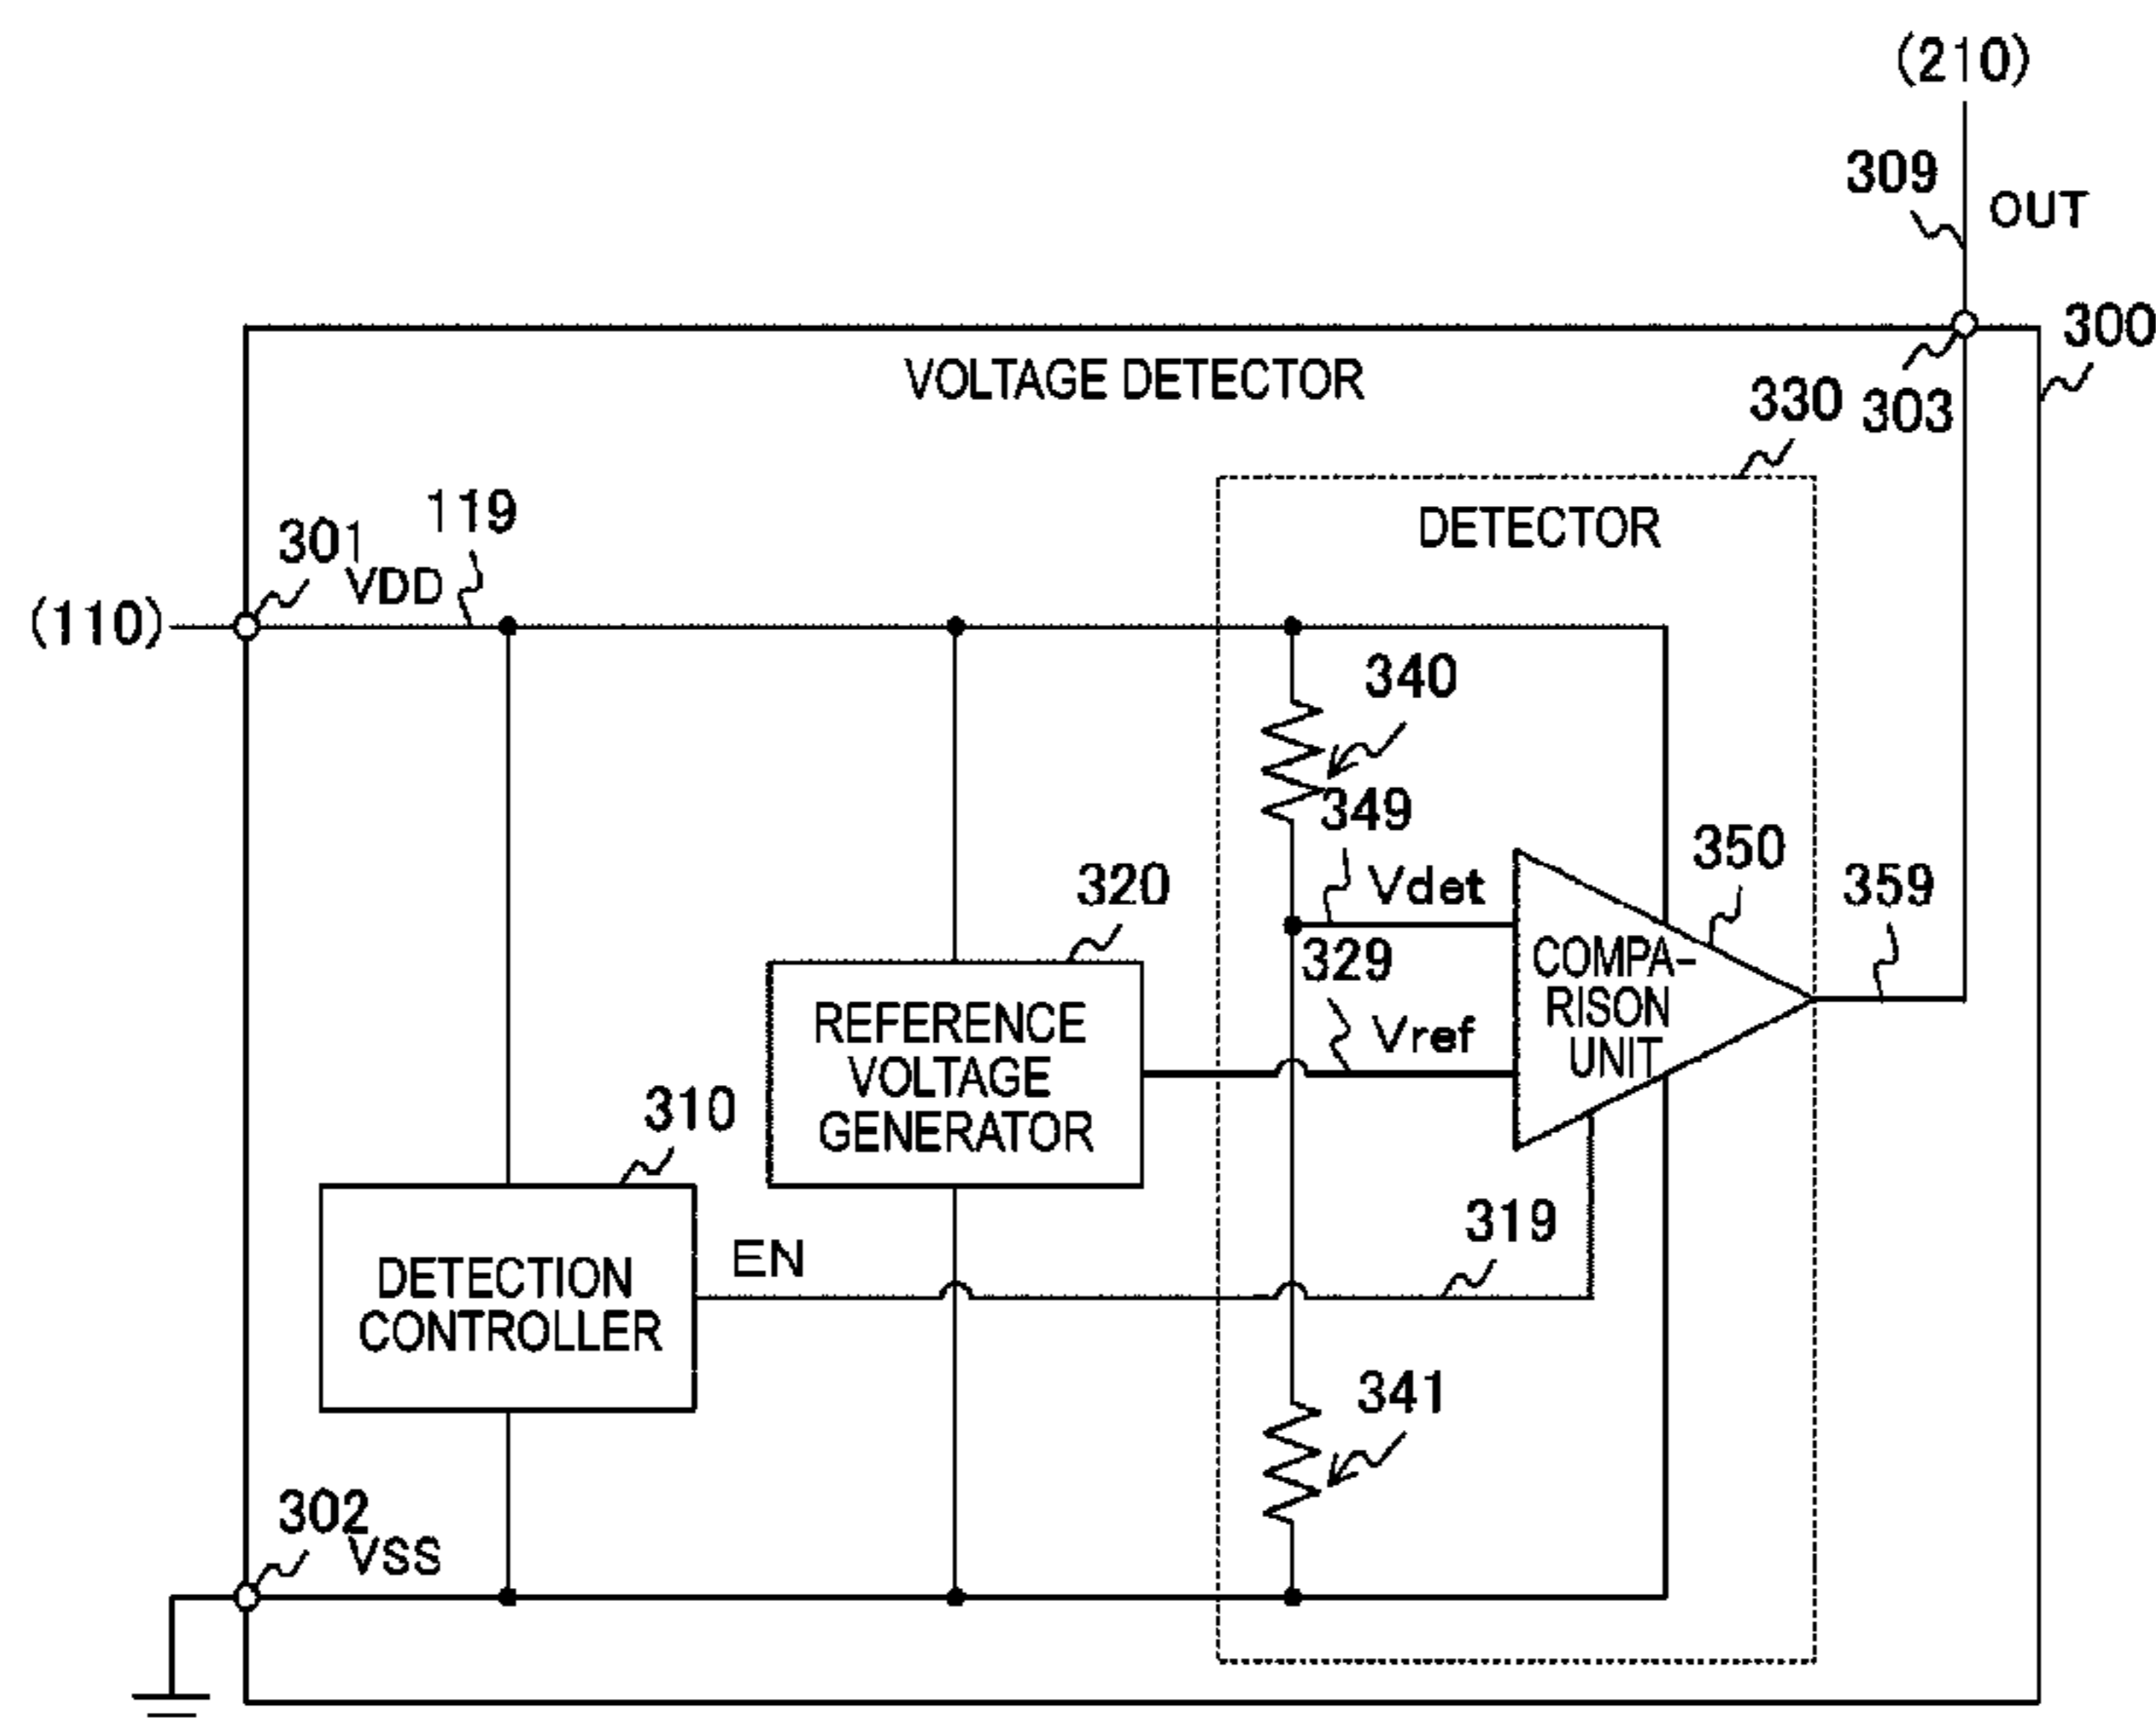 (210)
309
OUT
300
VOLTAGE DETECTOR
330
303
119
301
VDD
DETECTOR
(110)
340
349
350
320
Vdet
359
329
COMPA-
RISON
UNIT
Vref
REFERENCE
VOLTAGE
GENERATOR
310
319
EN
DETECTION
CONTROLLER
341
302
VSS